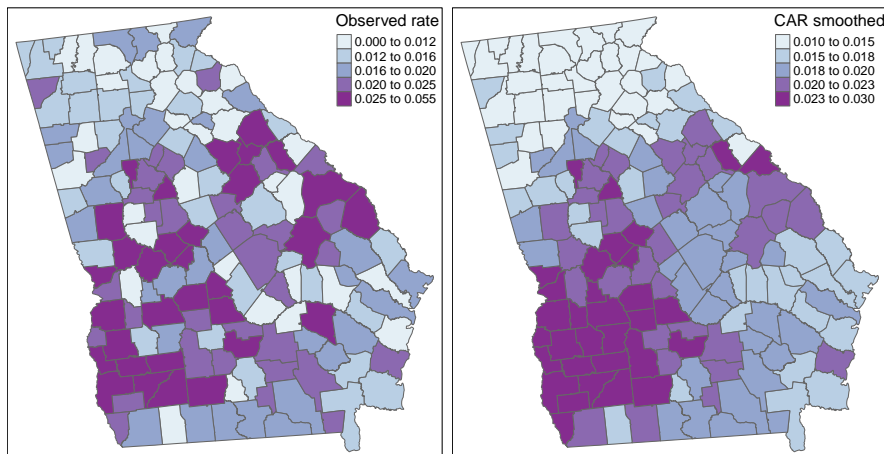 Observed rate
0.000 to 0.012
0.012 to 0.016
0.016 to 0.020
0.020 to 0.025
0.025 to 0.055
CAR smoothed
0.010 to 0.015
0.015 to 0.018
0.018 to 0.020
0.020 to 0.023
0.023 to 0.030